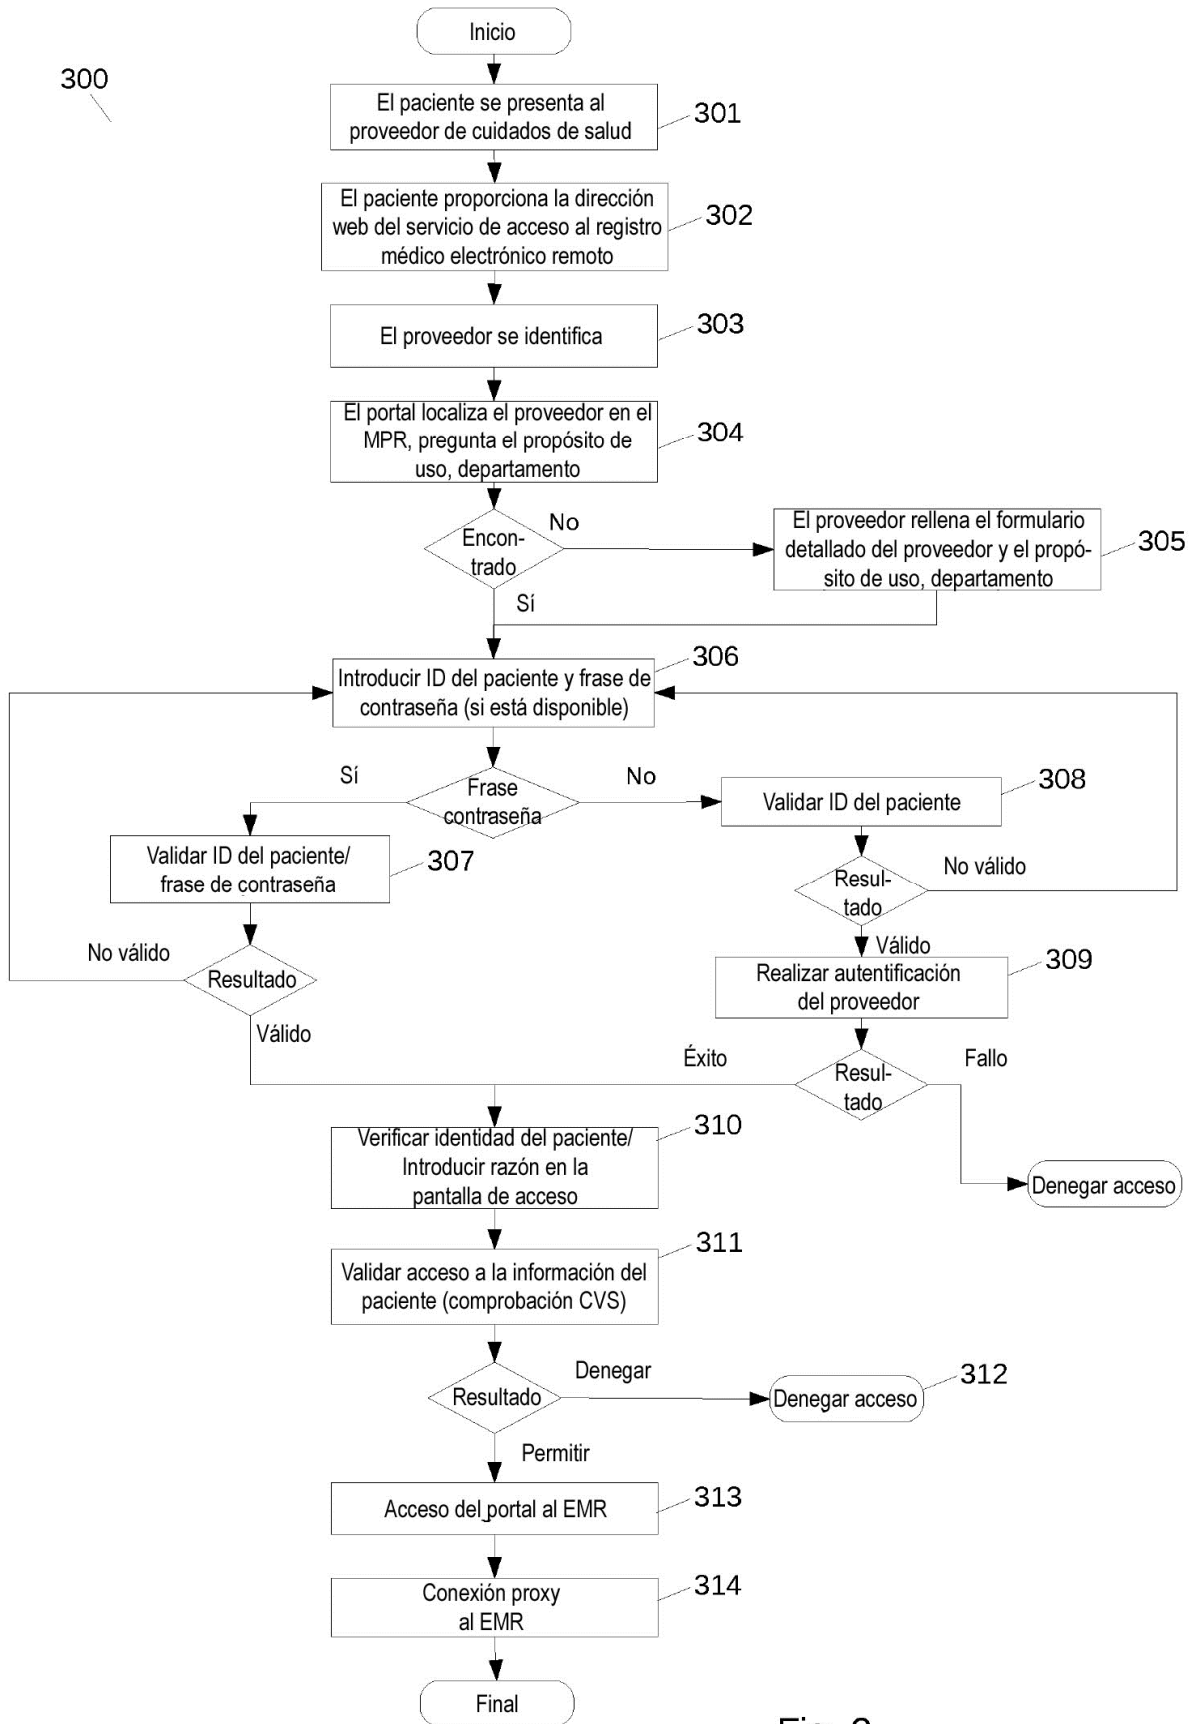 Inicio
300
El paciente se presenta al
proveedor de cuidados de salud
301
El paciente proporciona la dirección
web del servicio de acceso al registro
médico electrónico remoto
302
El proveedor se identifica
303
El portal localiza el proveedor en el
MPR, pregunta el propósito de
uso, departamento
304
Encon-
trado
No
Sí
El proveedor rellena el formulario
detallado del proveedor y el propó-
sito de uso, departamento
305
Introducir ID del paciente y frase de
contraseña (si está disponible)
306
Frase
contraseña
Sí
No
Validar ID del paciente/
frase de contraseña
307
Validar ID del paciente
308
Resul-
tado
No válido
Válido
Resultado
No válido
Válido
Realizar autentificación
del proveedor
309
Resul-
tado
Éxito
Fallo
Denegar acceso
Verificar identidad del paciente/
Introducir razón en la
pantalla de acceso
310
Validar acceso a la información del
paciente (comprobación CVS)
311
Resultado
Denegar
Denegar acceso
312
Permitir
Acceso del portal al EMR
313
Conexión proxy
al EMR
314
Final